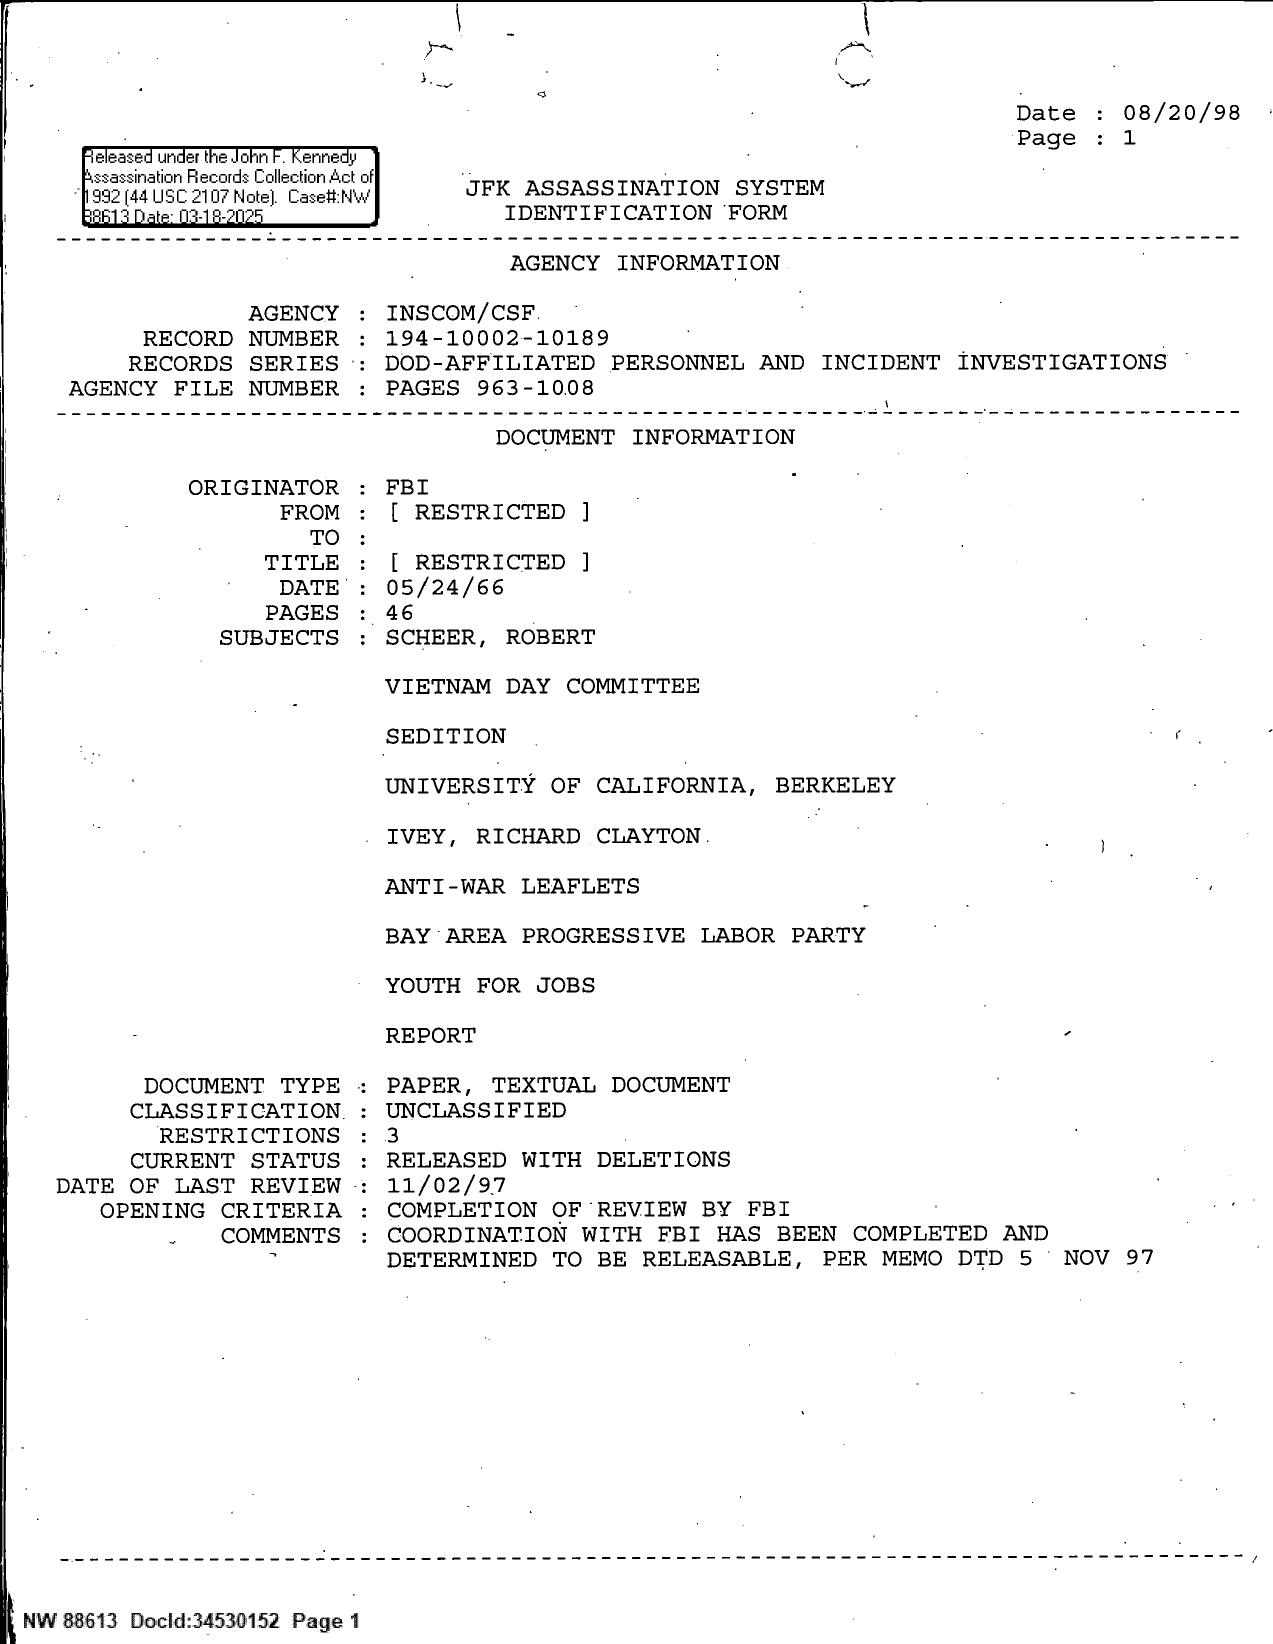 Date : 08/20/98
Page : 1
Released under the John F. Kennedy
Assassination Records Collection Act of
1992 (44 USC 2107 Note). Case#:NW
88613 Date: 03-18-2025
JFK ASSASSINATION SYSTEM
IDENTIFICATION FORM
AGENCY INFORMATION
AGENCY : INSCOM/CSF
RECORD NUMBER : 194-10002-10189
RECORDS SERIES : DOD-AFFILIATED PERSONNEL AND INCIDENT INVESTIGATIONS
AGENCY FILE NUMBER : PAGES 963-1008
DOCUMENT INFORMATION
ORIGINATOR : FBI
FROM : [ RESTRICTED ]
TO :
TITLE : [ RESTRICTED ]
DATE : 05/24/66
PAGES : 46
SUBJECTS : SCHEER, ROBERT
VIETNAM DAY COMMITTEE
SEDITION
UNIVERSITY OF CALIFORNIA, BERKELEY
IVEY, RICHARD CLAYTON
ANTI-WAR LEAFLETS
BAY AREA PROGRESSIVE LABOR PARTY
YOUTH FOR JOBS
REPORT
DOCUMENT TYPE : PAPER, TEXTUAL DOCUMENT
CLASSIFICATION : UNCLASSIFIED
RESTRICTIONS : 3
CURRENT STATUS : RELEASED WITH DELETIONS
DATE OF LAST REVIEW : 11/02/97
OPENING CRITERIA : COMPLETION OF REVIEW BY FBI
COMMENTS : COORDINATION WITH FBI HAS BEEN COMPLETED AND
DETERMINED TO BE RELEASABLE, PER MEMO DTD 5 NOV 97
NW 88613 DocId:34530152 Page 1